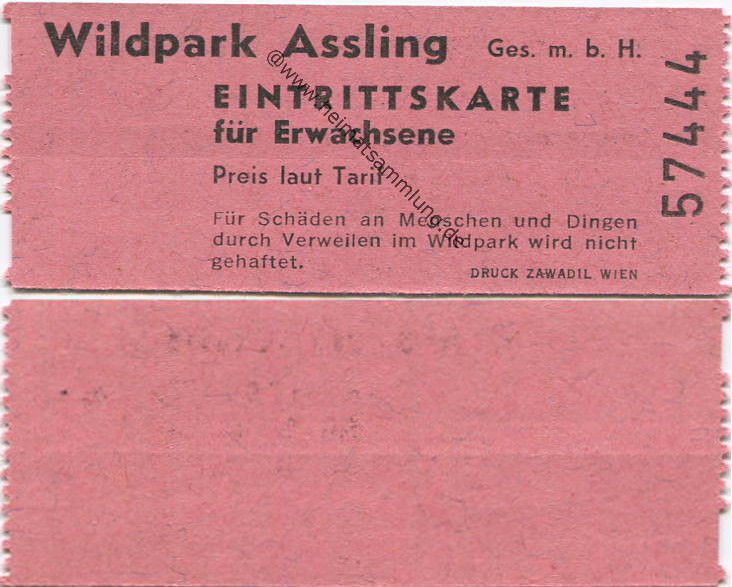 Wildpark Assling Ges. m. b. H.
EINTRITTSKARTE
für Erwachsene
Preis laut Tarif
Für Schäden an Menschen und Dingen
durch Verweilen im Wildpark wird nicht
gehaftet.
DRUCK ZAWADIL WIEN
57444
@www.heimatsammlung.de